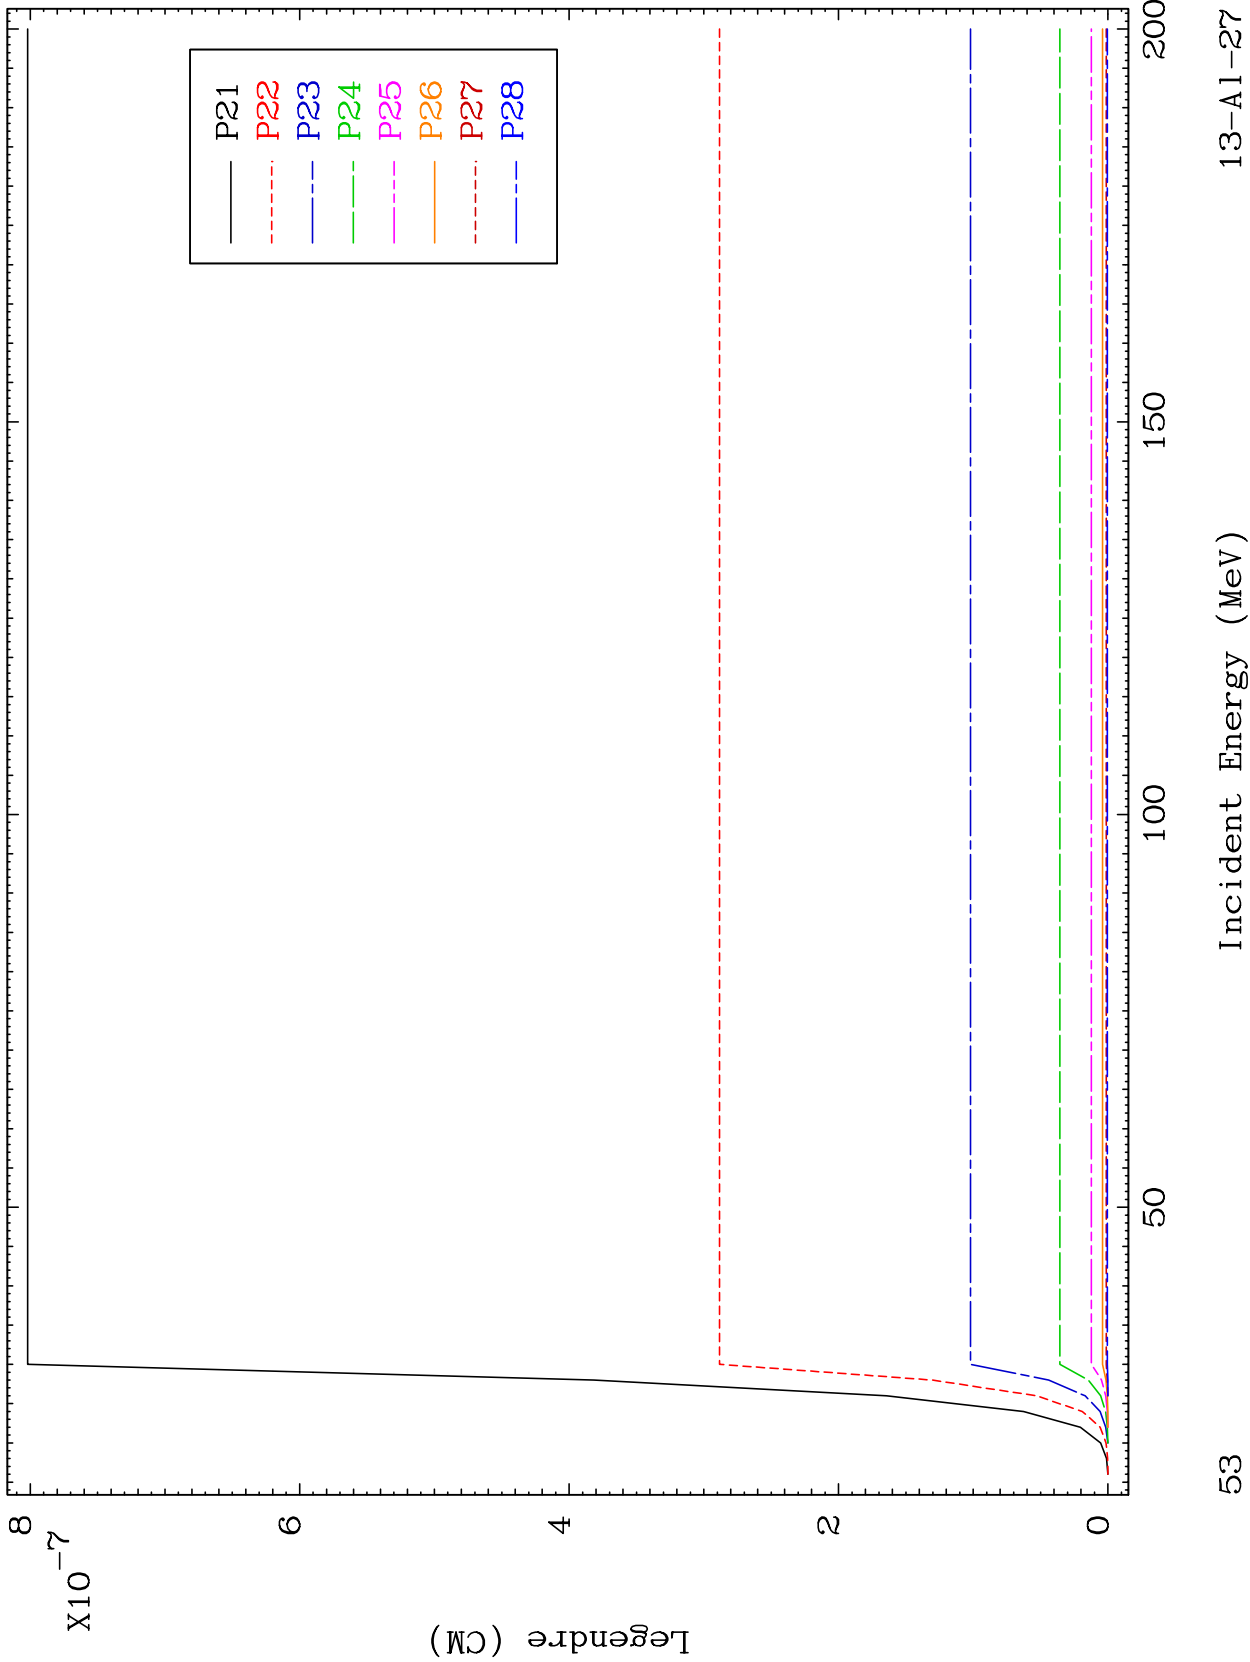 X10-7
8
6
4
2
0
Legendre (CM)
P21
P22
P23
P24
P25
P26
P27
P28
50
100
150
200
Incident Energy (MeV)
53
13-Al-27